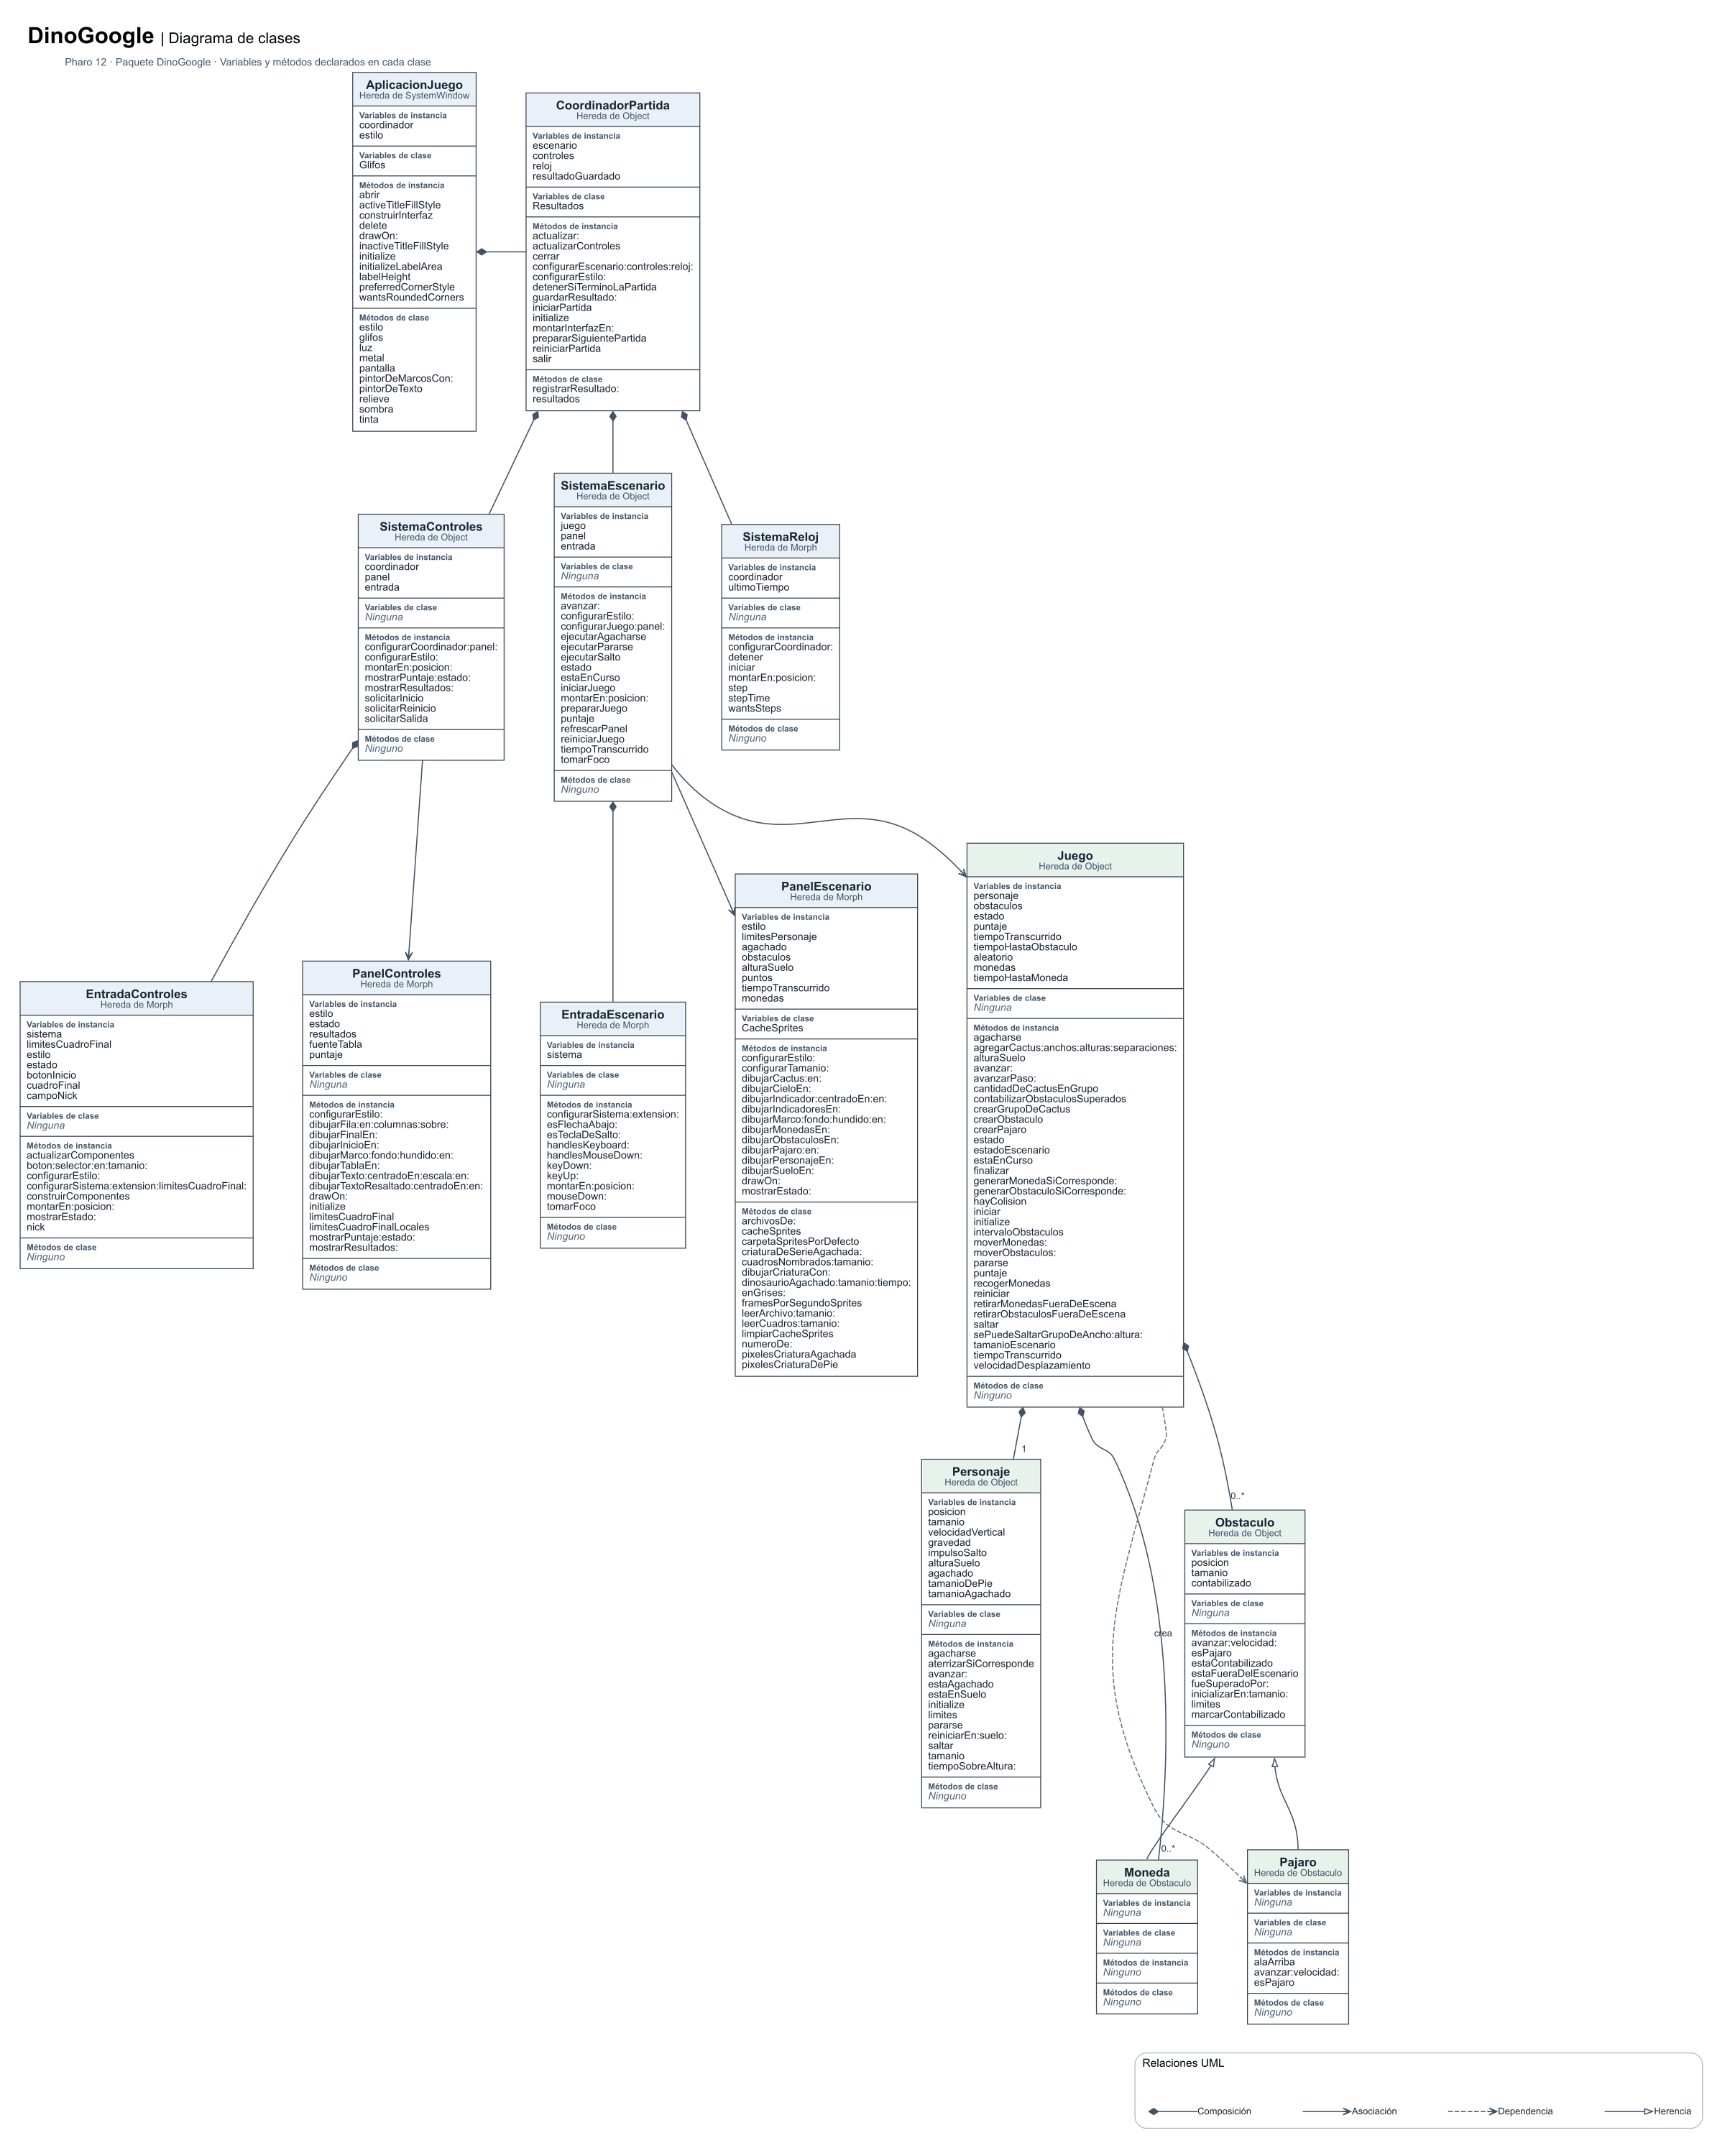 DinoGoogle | Diagrama de clases
Pharo 12 · Paquete DinoGoogle · Variables y métodos declarados en cada clase
AplicacionJuego
Hereda de SystemWindow
Variables de instancia
coordinador
estilo
Variables de clase
Glifos
Métodos de instancia
abrir
activeTitleFillStyle
construirInterfaz
delete
drawOn:
inactiveTitleFillStyle
initialize
initializeLabelArea
labelHeight
preferredCornerStyle
wantsRoundedCorners
Métodos de clase
estilo
glifos
luz
metal
pantalla
pintorDeMarcosCon:
pintorDeTexto
relieve
sombra
tinta
CoordinadorPartida
Hereda de Object
Variables de instancia
escenario
controles
reloj
resultadoGuardado
Variables de clase
Resultados
Métodos de instancia
actualizar:
actualizarControles
cerrar
configurarEscenario:controles:reloj:
configurarEstilo:
detenerSiTerminoLaPartida
guardarResultado:
iniciarPartida
initialize
montarInterfazEn:
prepararSiguientePartida
reiniciarPartida
salir
Métodos de clase
registrarResultado:
resultados
SistemaControles
Hereda de Object
Variables de instancia
coordinador
panel
entrada
Variables de clase
Ninguna
Métodos de instancia
configurarCoordinador:panel:
configurarEstilo:
montarEn:posicion:
mostrarPuntaje:estado:
mostrarResultados:
solicitarInicio
solicitarReinicio
solicitarSalida
Métodos de clase
Ninguno
SistemaEscenario
Hereda de Object
Variables de instancia
juego
panel
entrada
Variables de clase
Ninguna
Métodos de instancia
avanzar:
configurarEstilo:
configurarJuego:panel:
ejecutarAgacharse
ejecutarPararse
ejecutarSalto
estado
estaEnCurso
iniciarJuego
montarEn:posicion:
prepararJuego
puntaje
refrescarPanel
reiniciarJuego
tiempoTranscurrido
tomarFoco
Métodos de clase
Ninguno
SistemaReloj
Hereda de Morph
Variables de instancia
coordinador
ultimoTiempo
Variables de clase
Ninguna
Métodos de instancia
configurarCoordinador:
detener
iniciar
montarEn:posicion:
step
stepTime
wantsSteps
Métodos de clase
Ninguno
EntradaControles
Hereda de Morph
Variables de instancia
sistema
limitesCuadroFinal
estilo
estado
botonInicio
cuadroFinal
campoNick
Variables de clase
Ninguna
Métodos de instancia
actualizarComponentes
boton:selector:en:tamanio:
configurarEstilo:
configurarSistema:extension:limitesCuadroFinal:
construirComponentes
montarEn:posicion:
mostrarEstado:
nick
Métodos de clase
Ninguno
PanelControles
Hereda de Morph
Variables de instancia
estilo
estado
resultados
fuenteTabla
puntaje
Variables de clase
Ninguna
Métodos de instancia
configurarEstilo:
dibujarFila:en:columnas:sobre:
dibujarFinalEn:
dibujarInicioEn:
dibujarMarco:fondo:hundido:en:
dibujarTablaEn:
dibujarTexto:centradoEn:escala:en:
dibujarTextoResaltado:centradoEn:en:
drawOn:
initialize
limitesCuadroFinal
limitesCuadroFinalLocales
mostrarPuntaje:estado:
mostrarResultados:
Métodos de clase
Ninguno
EntradaEscenario
Hereda de Morph
Variables de instancia
sistema
Variables de clase
Ninguna
Métodos de instancia
configurarSistema:extension:
esFlechaAbajo:
esTeclaDeSalto:
handlesKeyboard:
handlesMouseDown:
keyDown:
keyUp:
montarEn:posicion:
mouseDown:
tomarFoco
Métodos de clase
Ninguno
PanelEscenario
Hereda de Morph
Variables de instancia
estilo
limitesPersonaje
agachado
obstaculos
alturaSuelo
puntos
tiempoTranscurrido
monedas
Variables de clase
CacheSprites
Métodos de instancia
configurarEstilo:
configurarTamanio:
dibujarCactus:en:
dibujarCieloEn:
dibujarIndicador:centradoEn:en:
dibujarIndicadoresEn:
dibujarMarco:fondo:hundido:en:
dibujarMonedasEn:
dibujarObstaculosEn:
dibujarPajaro:en:
dibujarPersonajeEn:
dibujarSueloEn:
drawOn:
mostrarEstado:
Métodos de clase
archivosDe:
cacheSprites
carpetaSpritesPorDefecto
criaturaDeSerieAgachada:
cuadrosNombrados:tamanio:
dibujarCriaturaCon:
dinosaurioAgachado:tamanio:tiempo:
enGrises:
framesPorSegundoSprites
leerArchivo:tamanio:
leerCuadros:tamanio:
limpiarCacheSprites
numeroDe:
pixelesCriaturaAgachada
pixelesCriaturaDePie
Juego
Hereda de Object
Variables de instancia
personaje
obstaculos
estado
puntaje
tiempoTranscurrido
tiempoHastaObstaculo
aleatorio
monedas
tiempoHastaMoneda
Variables de clase
Ninguna
Métodos de instancia
agacharse
agregarCactus:anchos:alturas:separaciones:
alturaSuelo
avanzar:
avanzarPaso:
cantidadDeCactusEnGrupo
contabilizarObstaculosSuperados
crearGrupoDeCactus
crearObstaculo
crearPajaro
estado
estadoEscenario
estaEnCurso
finalizar
generarMonedaSiCorresponde:
generarObstaculoSiCorresponde:
hayColision
iniciar
initialize
intervaloObstaculos
moverMonedas:
moverObstaculos:
pararse
puntaje
recogerMonedas
reiniciar
retirarMonedasFueraDeEscena
retirarObstaculosFueraDeEscena
saltar
sePuedeSaltarGrupoDeAncho:altura:
tamanioEscenario
tiempoTranscurrido
velocidadDesplazamiento
Métodos de clase
Ninguno
1
0..*
Personaje
Hereda de Object
Variables de instancia
posicion
tamanio
velocidadVertical
gravedad
impulsoSalto
alturaSuelo
agachado
tamanioDePie
tamanioAgachado
Variables de clase
Ninguna
Métodos de instancia
agacharse
aterrizarSiCorresponde
avanzar:
estaAgachado
estaEnSuelo
initialize
limites
pararse
reiniciarEn:suelo:
saltar
tamanio
tiempoSobreAltura:
Métodos de clase
Ninguno
crea
Obstaculo
Hereda de Object
Variables de instancia
posicion
tamanio
contabilizado
Variables de clase
Ninguna
Métodos de instancia
avanzar:velocidad:
esPajaro
estaContabilizado
estaFueraDelEscenario
fueSuperadoPor:
inicializarEn:tamanio:
limites
marcarContabilizado
Métodos de clase
Ninguno
0..*
Moneda
Hereda de Obstaculo
Variables de instancia
Ninguna
Variables de clase
Ninguna
Métodos de instancia
Ninguno
Métodos de clase
Ninguno
Pajaro
Hereda de Obstaculo
Variables de instancia
Ninguna
Variables de clase
Ninguna
Métodos de instancia
alaArriba
avanzar:velocidad:
esPajaro
Métodos de clase
Ninguno
Relaciones UML
Composición
Asociación
Dependencia
Herencia